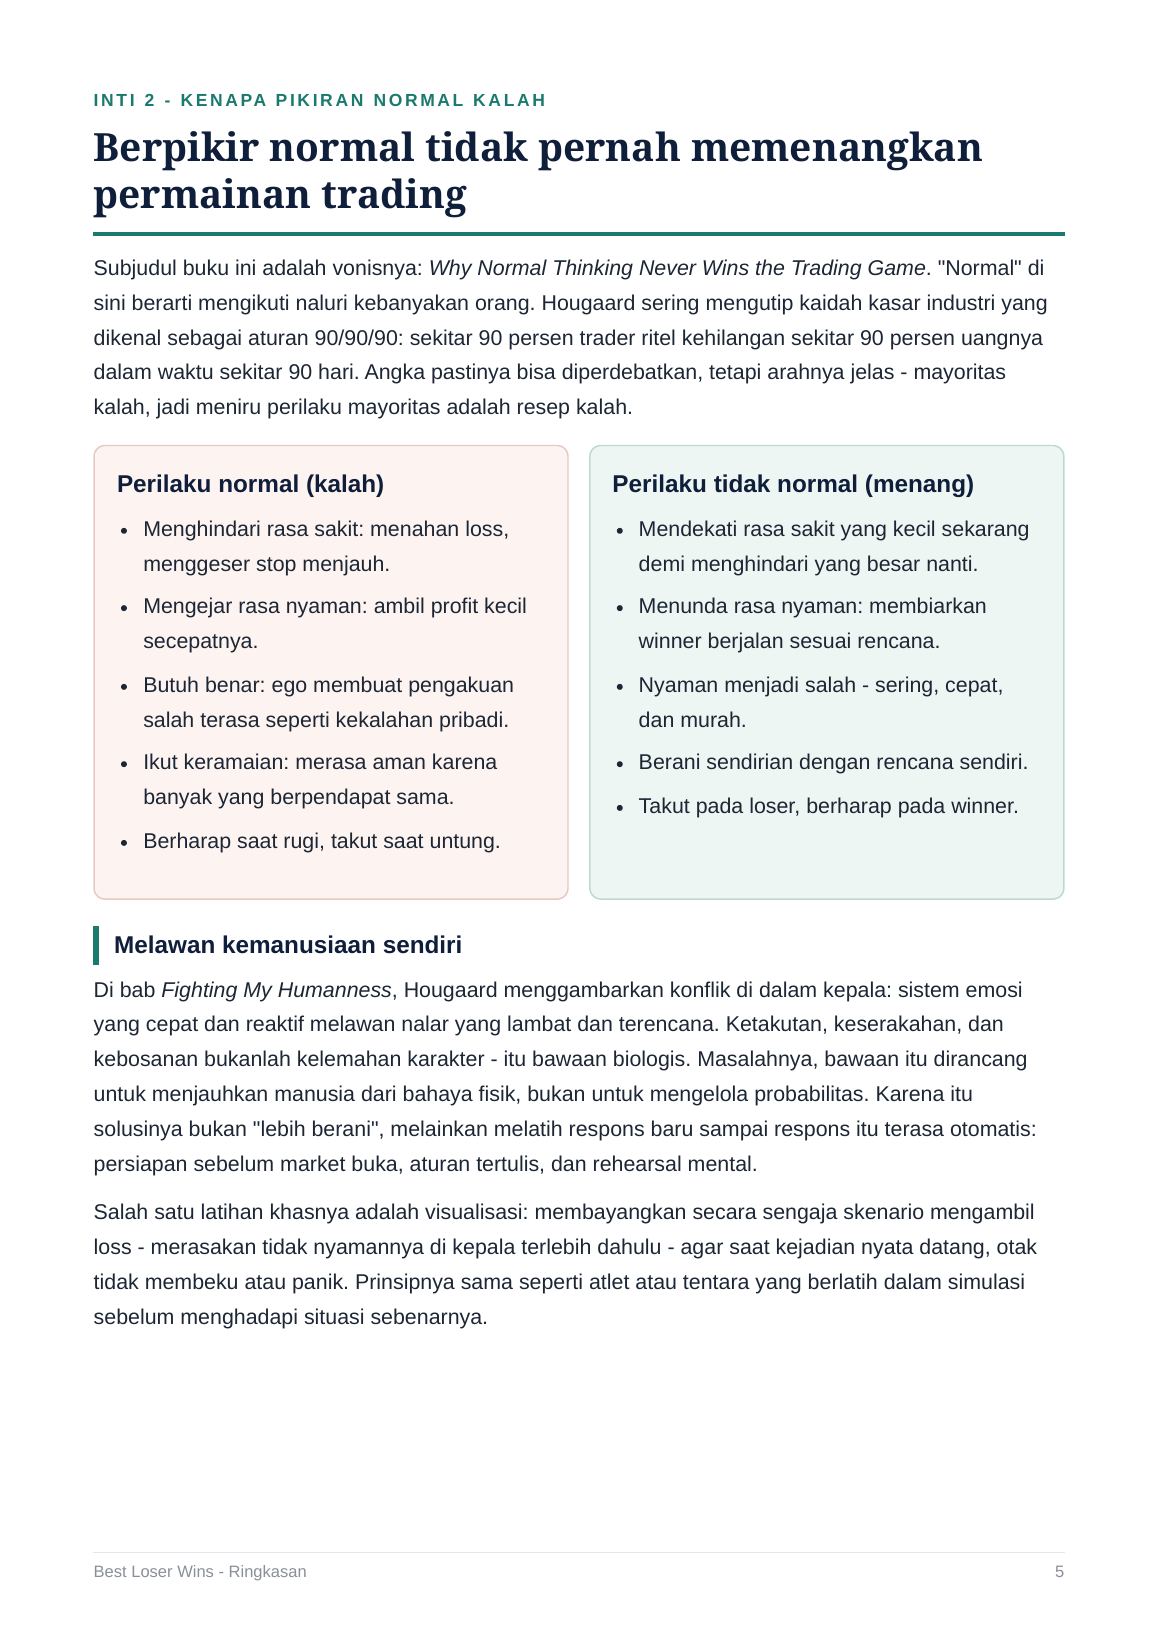 INTI 2 - KENAPA PIKIRAN NORMAL KALAH
Berpikir normal tidak pernah memenangkan
permainan trading
Subjudul buku ini adalah vonisnya: Why Normal Thinking Never Wins the Trading Game. "Normal" di
sini berarti mengikuti naluri kebanyakan orang. Hougaard sering mengutip kaidah kasar industri yang
dikenal sebagai aturan 90/90/90: sekitar 90 persen trader ritel kehilangan sekitar 90 persen uangnya
dalam waktu sekitar 90 hari. Angka pastinya bisa diperdebatkan, tetapi arahnya jelas - mayoritas
kalah, jadi meniru perilaku mayoritas adalah resep kalah.
Perilaku normal (kalah)
• Menghindari rasa sakit: menahan loss,
menggeser stop menjauh.
• Mengejar rasa nyaman: ambil profit kecil
secepatnya.
• Butuh benar: ego membuat pengakuan
salah terasa seperti kekalahan pribadi.
• Ikut keramaian: merasa aman karena
banyak yang berpendapat sama.
• Berharap saat rugi, takut saat untung.
Perilaku tidak normal (menang)
• Mendekati rasa sakit yang kecil sekarang
demi menghindari yang besar nanti.
• Menunda rasa nyaman: membiarkan
winner berjalan sesuai rencana.
• Nyaman menjadi salah - sering, cepat,
dan murah.
• Berani sendirian dengan rencana sendiri.
• Takut pada loser, berharap pada winner.
Melawan kemanusiaan sendiri
Di bab Fighting My Humanness, Hougaard menggambarkan konflik di dalam kepala: sistem emosi
yang cepat dan reaktif melawan nalar yang lambat dan terencana. Ketakutan, keserakahan, dan
kebosanan bukanlah kelemahan karakter - itu bawaan biologis. Masalahnya, bawaan itu dirancang
untuk menjauhkan manusia dari bahaya fisik, bukan untuk mengelola probabilitas. Karena itu
solusinya bukan "lebih berani", melainkan melatih respons baru sampai respons itu terasa otomatis:
persiapan sebelum market buka, aturan tertulis, dan rehearsal mental.
Salah satu latihan khasnya adalah visualisasi: membayangkan secara sengaja skenario mengambil
loss - merasakan tidak nyamannya di kepala terlebih dahulu - agar saat kejadian nyata datang, otak
tidak membeku atau panik. Prinsipnya sama seperti atlet atau tentara yang berlatih dalam simulasi
sebelum menghadapi situasi sebenarnya.
Best Loser Wins - Ringkasan
5